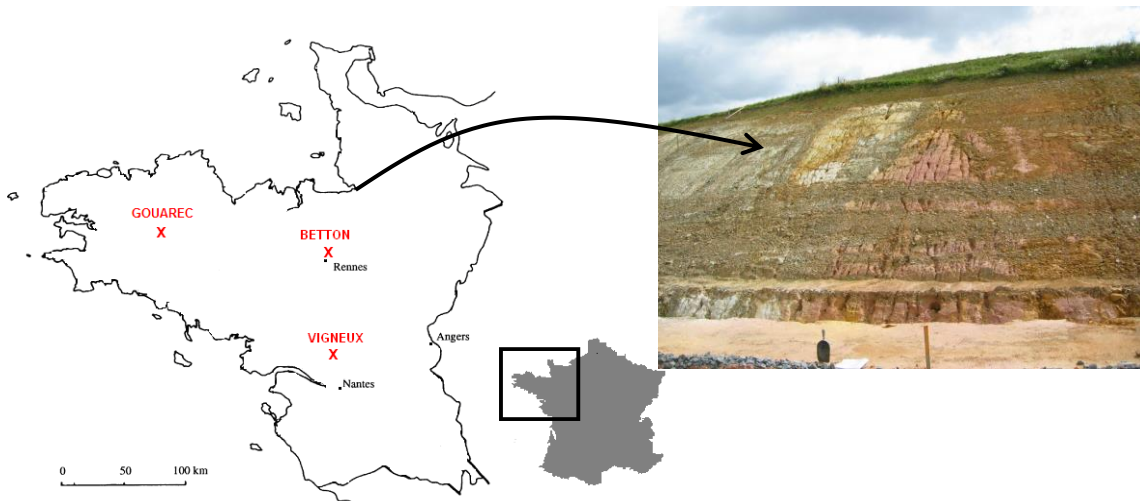 GOUAREC
X
BETTON
X
Rennes
VIGNEUX
X
Angers
Nantes
0 50 100 km